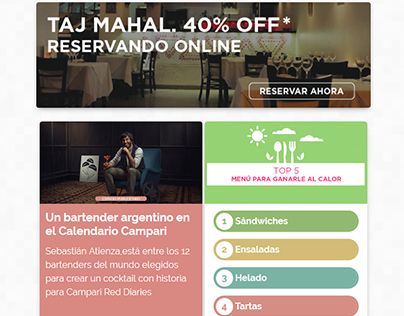 TAJ MAHAL. 40% OFF*
RESERVANDO ONLINE
RESERVAR AHORA
Un bartender argentino en
el Calendario Campari
Sebastián Atienza,está entre los 12
bartenders del mundo elegidos
para crear un cocktail con historia
para Campari Red Diaries
TOP 5
MENÚ PARA GANARLE AL CALOR
1 Sándwiches
2 Ensaladas
3 Helado
4 Tartas